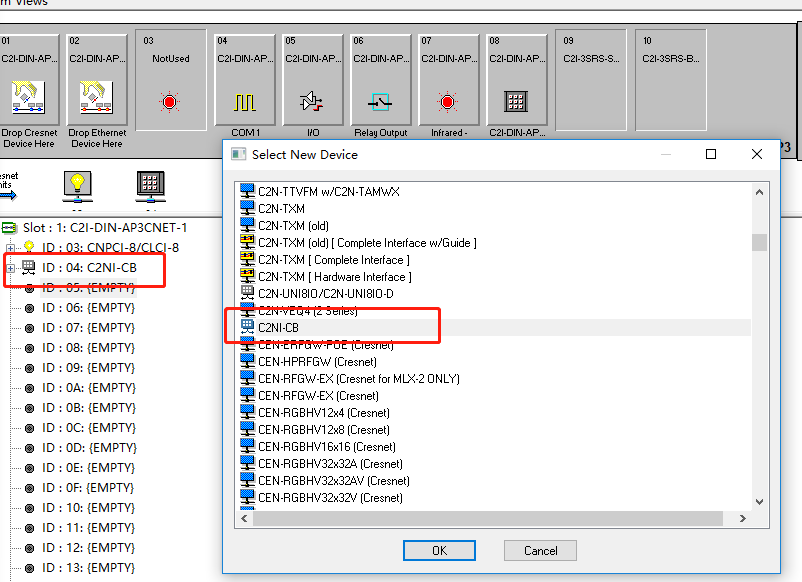 m Views
01
C2I-DIN-AP...
Drop Cresnet
Device Here
02
C2I-DIN-AP...
Drop Ethernet
Device Here
03
NotUsed
04
C2I-DIN-AP...
COM 1
05
C2I-DIN-AP...
I/O
06
C2I-DIN-AP...
Relay Output
07
C2I-DIN-AP...
Infrared -
08
C2I-DIN-AP...
09
C2I-3SRS-S...
10
C2I-3SRS-B...
P3
esnet
nits
Slot : 1: C2I-DIN-AP3CNET-1
ID : 03: CNPCI-8/CLCI-8
ID : 04: C2NI-CB
ID : 05: {EMPTY}
ID : 06: {EMPTY}
ID : 07: {EMPTY}
ID : 08: {EMPTY}
ID : 09: {EMPTY}
ID : 0A: {EMPTY}
ID : 0B: {EMPTY}
ID : 0C: {EMPTY}
ID : 0D: {EMPTY}
ID : 0E: {EMPTY}
ID : 0F: {EMPTY}
ID : 10: {EMPTY}
ID : 11: {EMPTY}
ID : 12: {EMPTY}
ID : 13: {EMPTY}
Select New Device
C2N-TTVFM w/C2N-TAMWX
C2N-TXM
C2N-TXM (old)
C2N-TXM (old) [ Complete Interface w/Guide ]
C2N-TXM [ Complete Interface ]
C2N-TXM [ Hardware Interface ]
C2N-UNI8IO/C2N-UNI8IO-D
C2N-VEQ4 (2 Series)
C2NI-CB
CEN-ERFGW-POE (Cresnet)
CEN-HPRFGW (Cresnet)
CEN-RFGW-EX (Cresnet for MLX-2 ONLY)
CEN-RFGW-EX (Cresnet)
CEN-RGBHV12x4 (Cresnet)
CEN-RGBHV12x8 (Cresnet)
CEN-RGBHV16x16 (Cresnet)
CEN-RGBHV32x32A (Cresnet)
CEN-RGBHV32x32AV (Cresnet)
CEN-RGBHV32x32V (Cresnet)
OK
Cancel